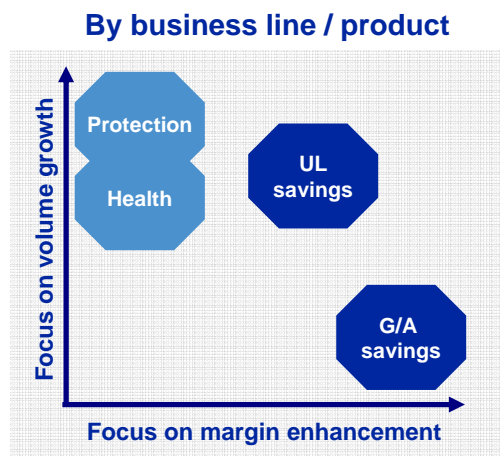 By business line / product
Focus on volume growth
Protection
Health
UL
savings
G/A
savings
Focus on margin enhancement